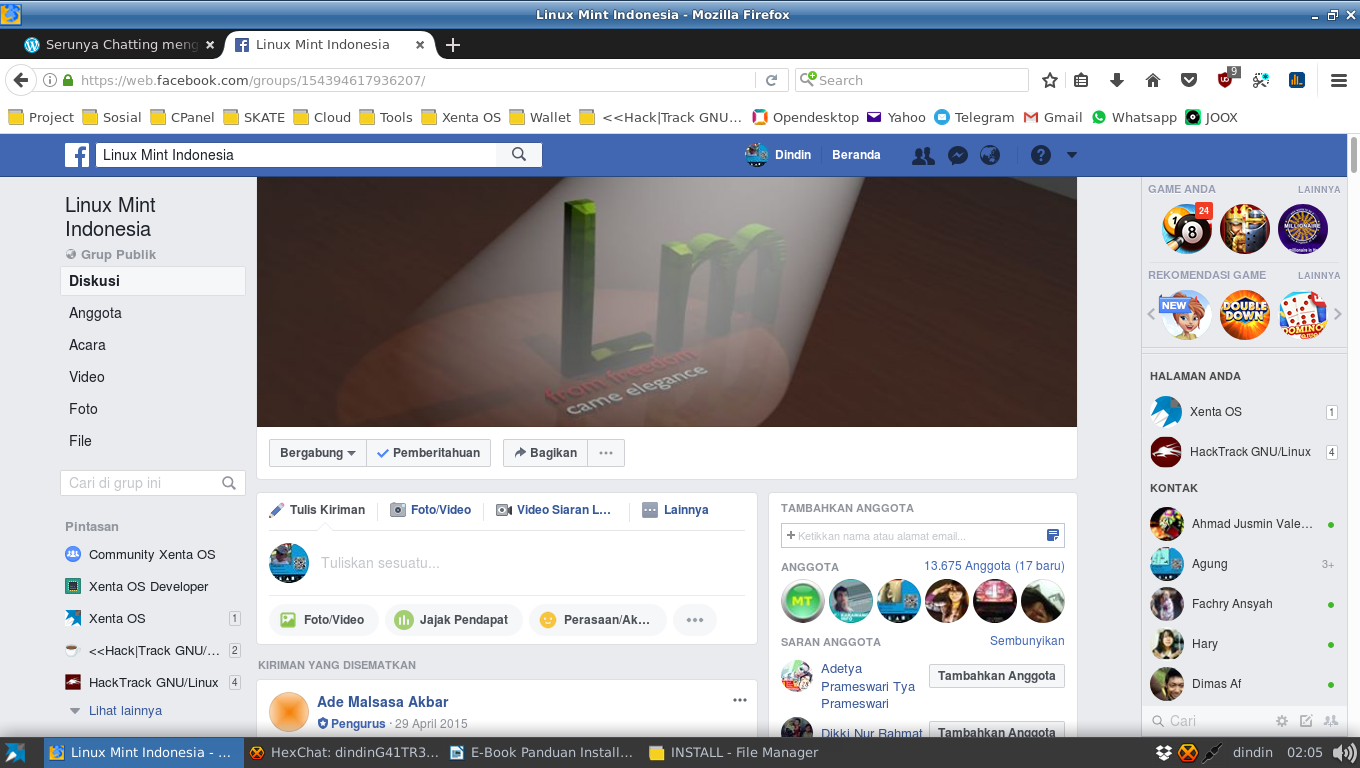 Linux Mint Indonesia - Mozilla Firefox
Serunya Chatting meng
Linux Mint Indonesia
https://web.facebook.com/groups/154394617936207/
Search
9
Project
Sosial
CPanel
SKATE
Cloud
Tools
Xenta OS
Wallet
<<Hack|Track GNU...
Opendesktop
Yahoo
Telegram
Gmail
Whatsapp
JOOX
Linux Mint Indonesia
Dindin
Beranda
Linux Mint
Indonesia
Grup Publik
Diskusi
Anggota
Acara
Video
Foto
File
Cari di grup ini
Pintasan
Community Xenta OS
Xenta OS Developer
Xenta OS 1
<<Hack|Track GNU/... 2
HackTrack GNU/Linux 4
Lihat lainnya
Lm
from freedom
came elegance
Bergabung
Pemberitahuan
Bagikan
Tulis Kiriman
Foto/Video
Video Siaran L...
Lainnya
Tuliskan sesuatu...
Foto/Video
Jajak Pendapat
Perasaan/Ak...
KIRIMAN YANG DISEMATKAN
Ade Malsasa Akbar
Pengurus · 29 April 2015
TAMBAHKAN ANGGOTA
+ Ketikkan nama atau alamat email...
ANGGOTA
13.675 Anggota (17 baru)
MT
SARAN ANGGOTA
Sembunyikan
Adetya
Prameswari Tya
Prameswari
Tambahkan Anggota
Dikki Nur Rahmat
Tambahkan Anggota
GAME ANDA
LAINNYA
24
8
MILLIONAIRE
REKOMENDASI GAME
LAINNYA
NEW
DOUBLE
DOWN
DOMINO
HALAMAN ANDA
Xenta OS 1
HackTrack GNU/Linux 4
KONTAK
Ahmad Jusmin Vale...
Agung 3+
Fachry Ansyah
Hary
Dimas Af
Cari
Linux Mint Indonesia - ...
HexChat: dindinG41TR3...
E-Book Panduan Install...
INSTALL - File Manager
dindin
02:05